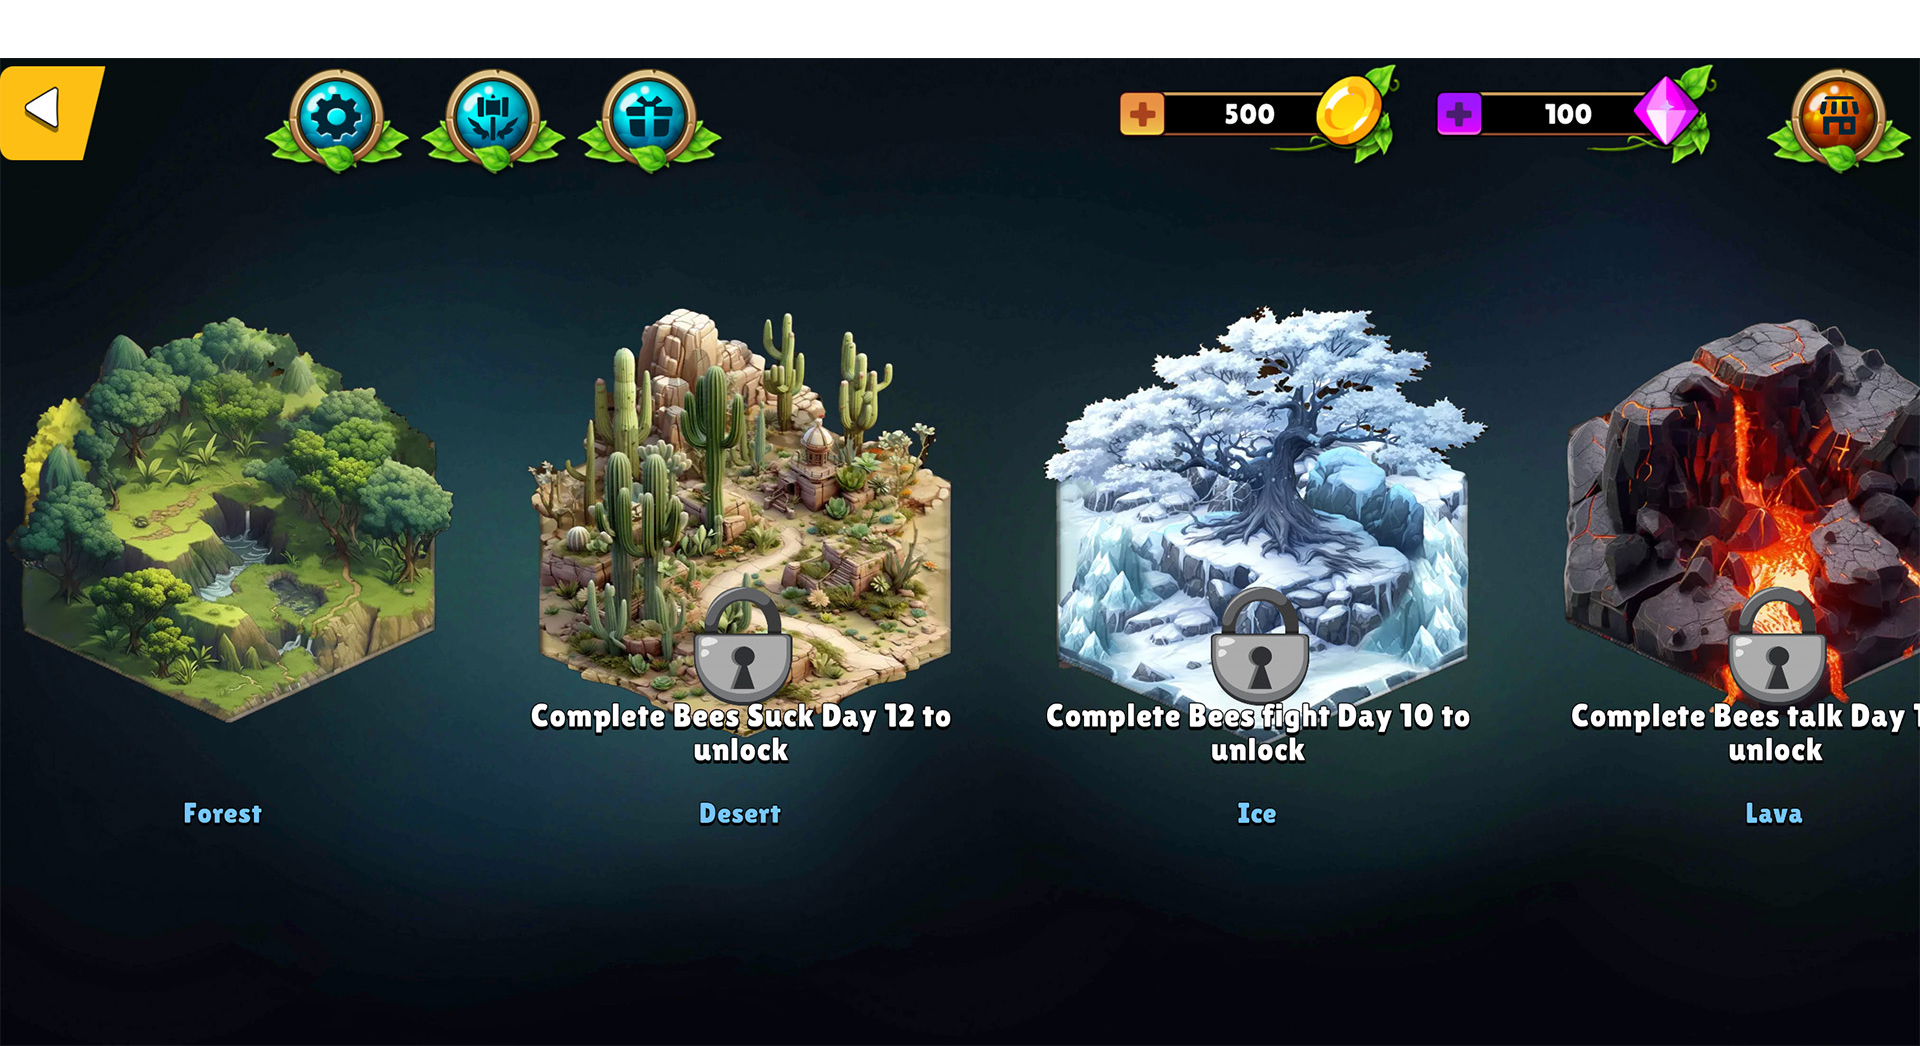 500
100
Complete Bees Suck Day 12 to
unlock
Complete Bees fight Day 10 to
unlock
Complete Bees talk Day
unlock
Forest
Desert
Ice
Lava